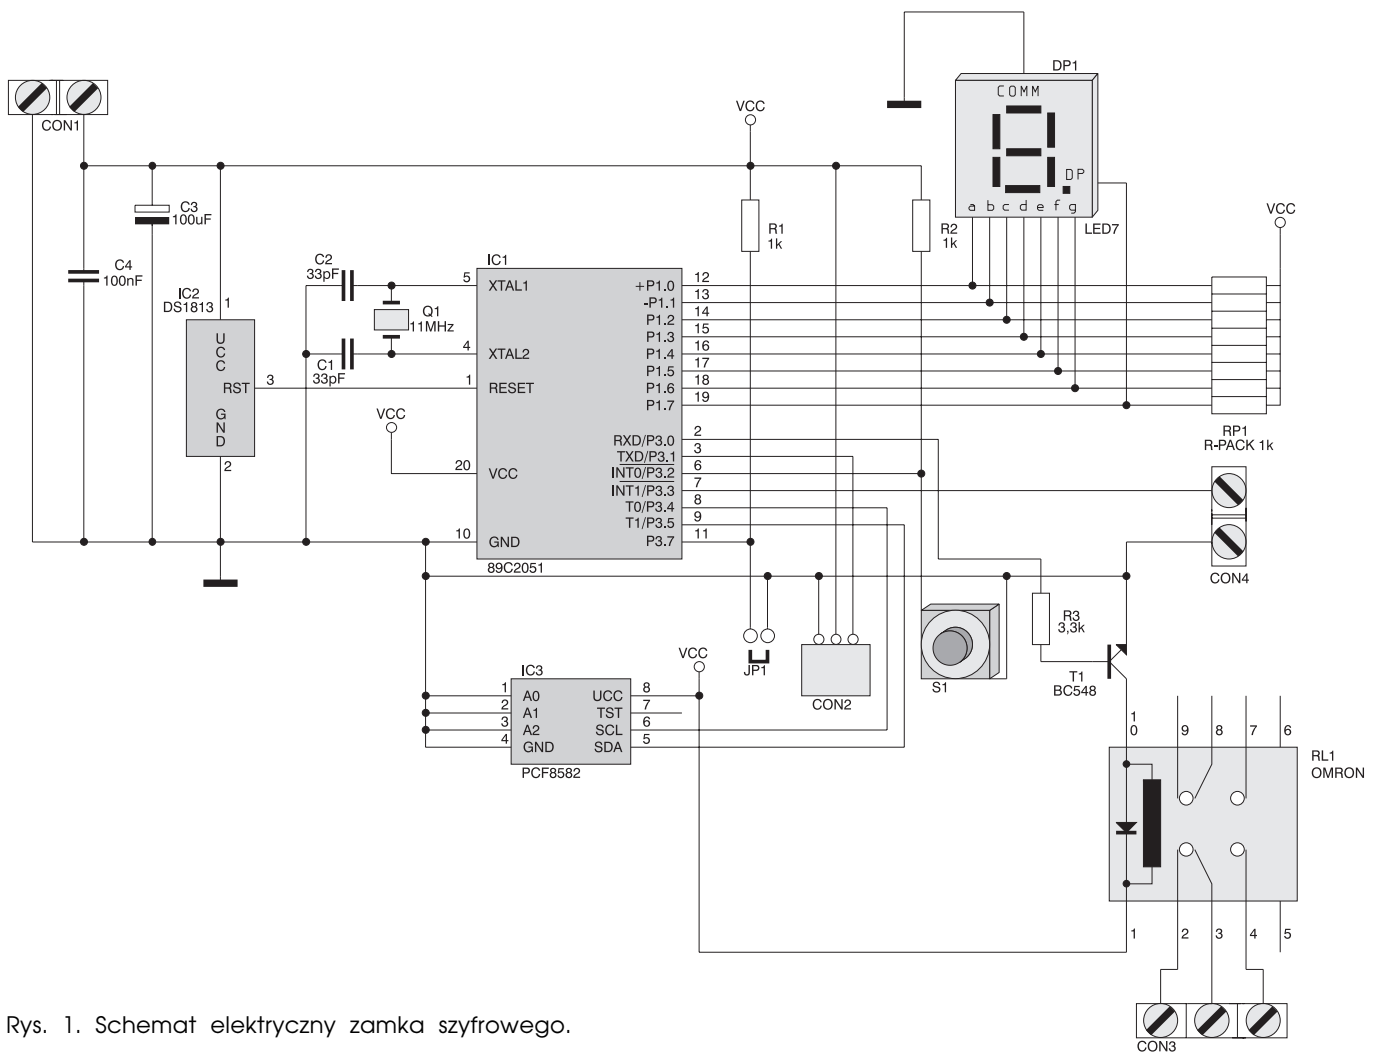 DP1
COMM
DP
a b c d e f g
LED7
CON1
VCC
VCC
C3
100uF
C4
100nF
R1
1k
R2
1k
C2
33pF
Q1
11MHz
C1
33pF
IC2
DS1813
1
UCC
RST
3
GND
2
VCC
IC1
5 XTAL1
4 XTAL2
1 RESET
20 VCC
10 GND
+P1.0 12
-P1.1 13
P1.2 14
P1.3 15
P1.4 16
P1.5 17
P1.6 18
P1.7 19
RXD/P3.0 2
TXD/P3.1 3
INT0/P3.2 6
INT1/P3.3 7
T0/P3.4 8
T1/P3.5 9
P3.7 11
89C2051
RP1
R-PACK 1k
CON4
R3
3,3k
T1
BC548
S1
JP1
CON2
VCC
IC3
1 A0 UCC 8
2 A1 TST 7
3 A2 SCL 6
4 GND SDA 5
PCF8582
10 9 8 7 6
RL1
OMRON
1 2 3 4 5
CON3
Rys. 1. Schemat elektryczny zamka szyfrowego.